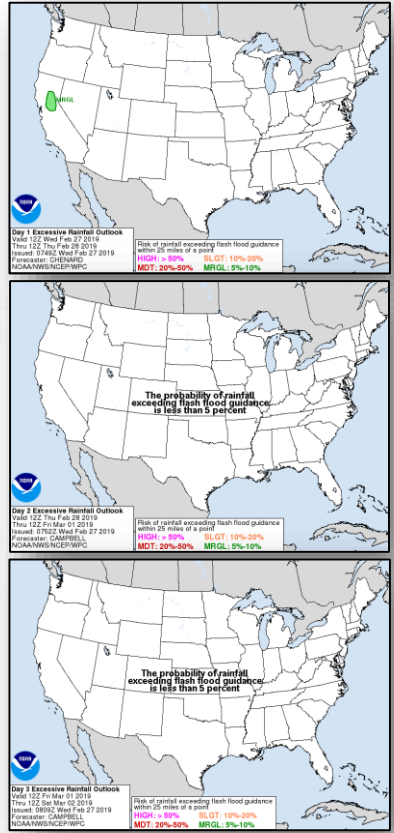 MRGL
NOAA
Day 1 Excessive Rainfall Outlook
Valid 12Z Wed Feb 27 2019
Thru 12Z Thu Feb 28 2019
Issued: 0749Z Wed Feb 27 2019
Forecaster: CHENARD
NOAA/NWS/NCEP/WPC
Risk of rainfall exceeding flash flood guidance
within 25 miles of a point
HIGH: > 50% SLGT: 10%-20%
MDT: 20%-50% MRGL: 5%-10%
The probability of rainfall
exceeding flash flood guidance
is less than 5 percent
NOAA
Day 2 Excessive Rainfall Outlook
Valid 12Z Thu Feb 28 2019
Thru 12Z Fri Mar 01 2019
Issued: 0752Z Wed Feb 27 2019
Forecaster: CAMPBELL
NOAA/NWS/NCEP/WPC
Risk of rainfall exceeding flash flood guidance
within 25 miles of a point
HIGH: > 50% SLGT: 10%-20%
MDT: 20%-50% MRGL: 5%-10%
The probability of rainfall
exceeding flash flood guidance
is less than 5 percent
NOAA
Day 3 Excessive Rainfall Outlook
Valid 12Z Fri Mar 01 2019
Thru 12Z Sat Mar 02 2019
Issued: 0809Z Wed Feb 27 2019
Forecaster: CAMPBELL
NOAA/NWS/NCEP/WPC
Risk of rainfall exceeding flash flood guidance
within 25 miles of a point
HIGH: > 50% SLGT: 10%-20%
MDT: 20%-50% MRGL: 5%-10%